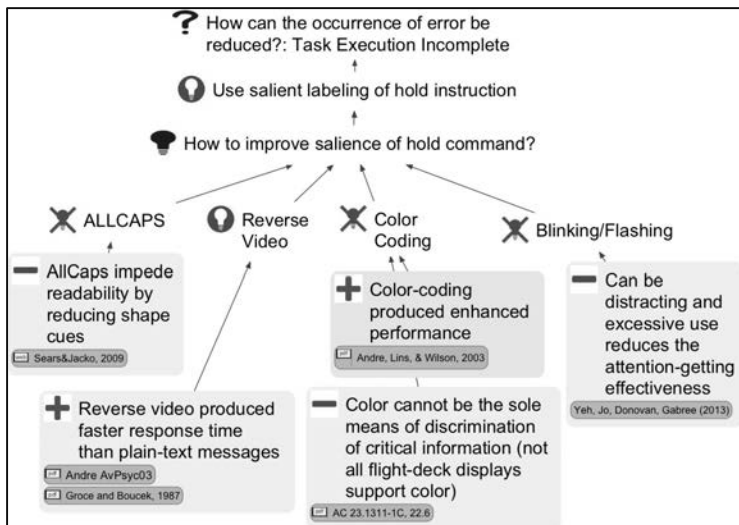 How can the occurrence of error be
reduced?: Task Execution Incomplete
Use salient labeling of hold instruction
How to improve salience of hold command?
ALLCAPS
Reverse
Video
Color
Coding
Blinking/Flashing
AllCaps impede
readability by
reducing shape
cues
Sears&Jacko, 2009
Color-coding
produced enhanced
performance
Andre, Lins, & Wilson, 2003
Can be
distracting and
excessive use
reduces the
attention-getting
effectiveness
Yeh, Jo, Donovan, Gabree (2013)
Reverse video produced
faster response time
than plain-text messages
Andre AvPsyc03
Groce and Boucek, 1987
Color cannot be the sole
means of discrimination
of critical information (not
all flight-deck displays
support color)
AC 23.1311-1C, 22.6